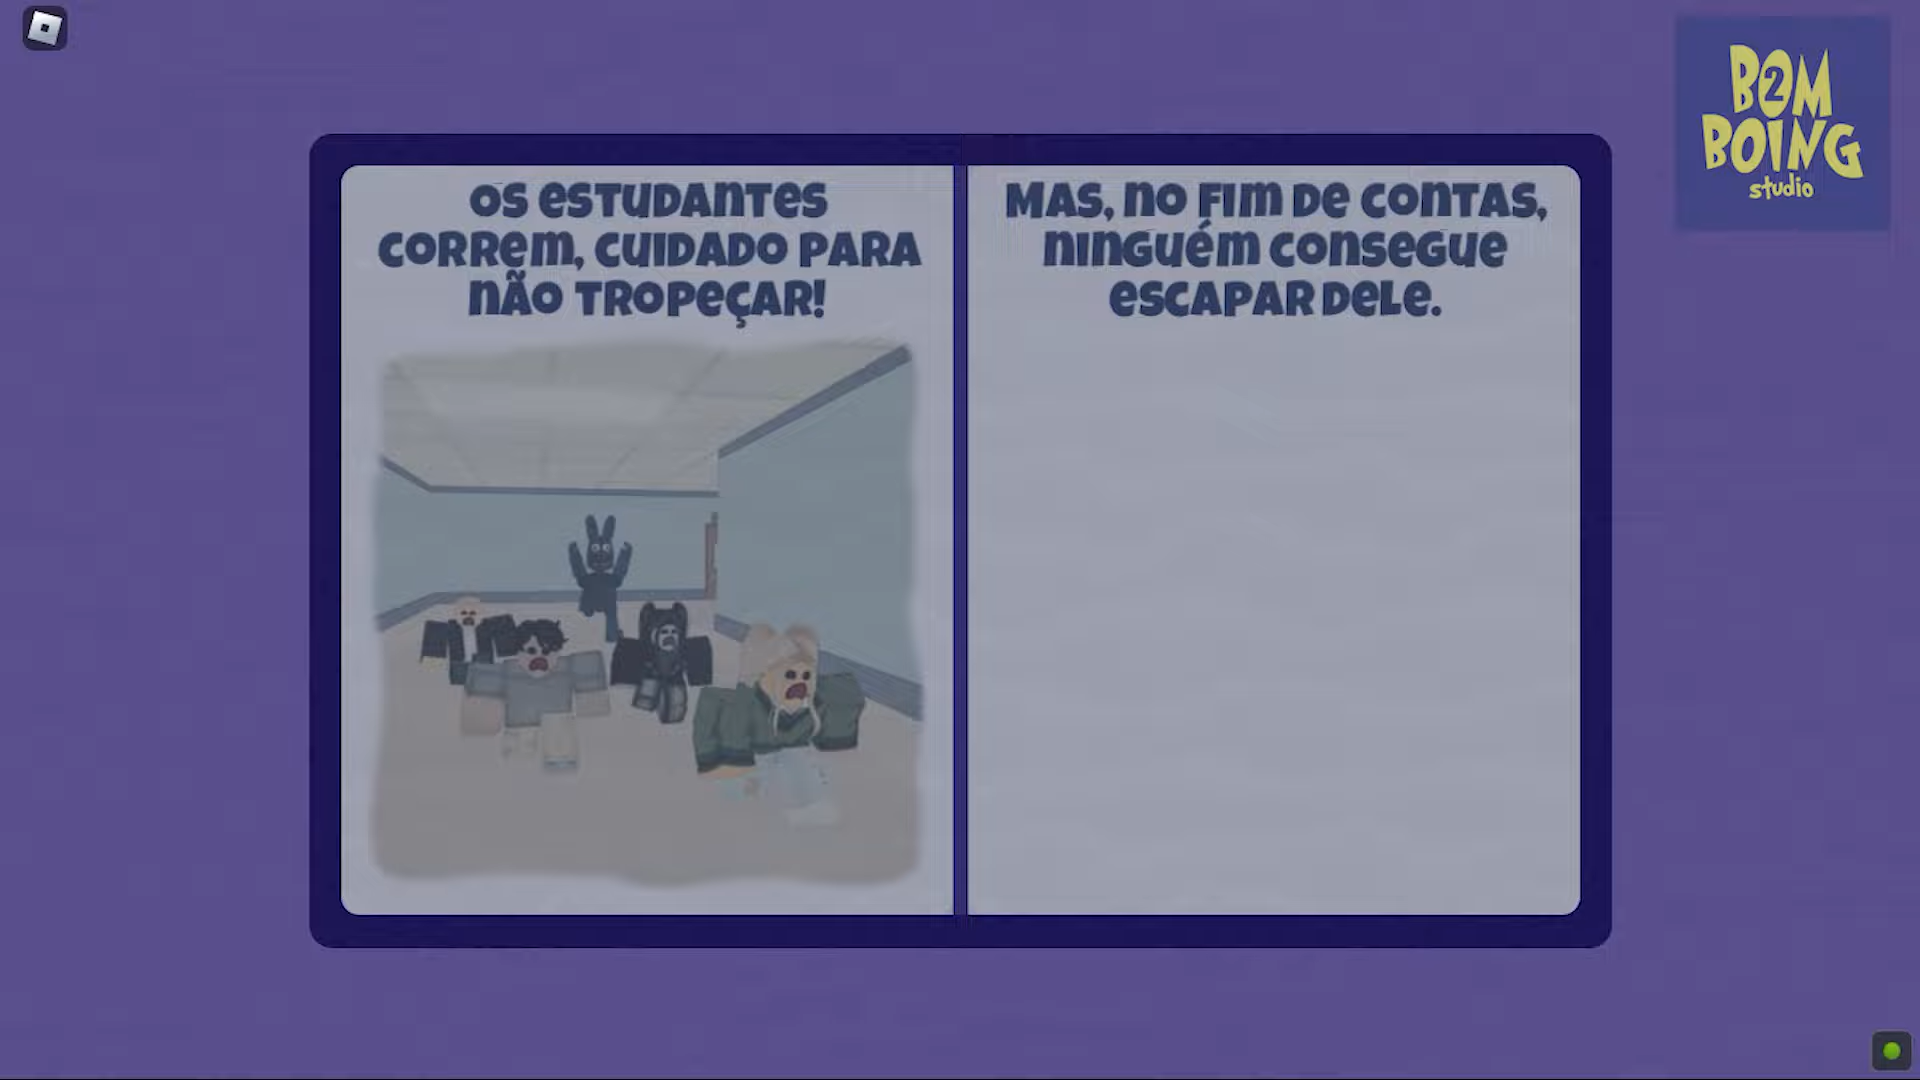 OS ESTUDANTES
CORREM, CUIDADO PARA
NÃO TROPEÇAR!
MAS, NO FIM DE CONTAS,
NINGUÉM CONSEGUE
ESCAPAR DELE.
BOM
2
BOING
studio